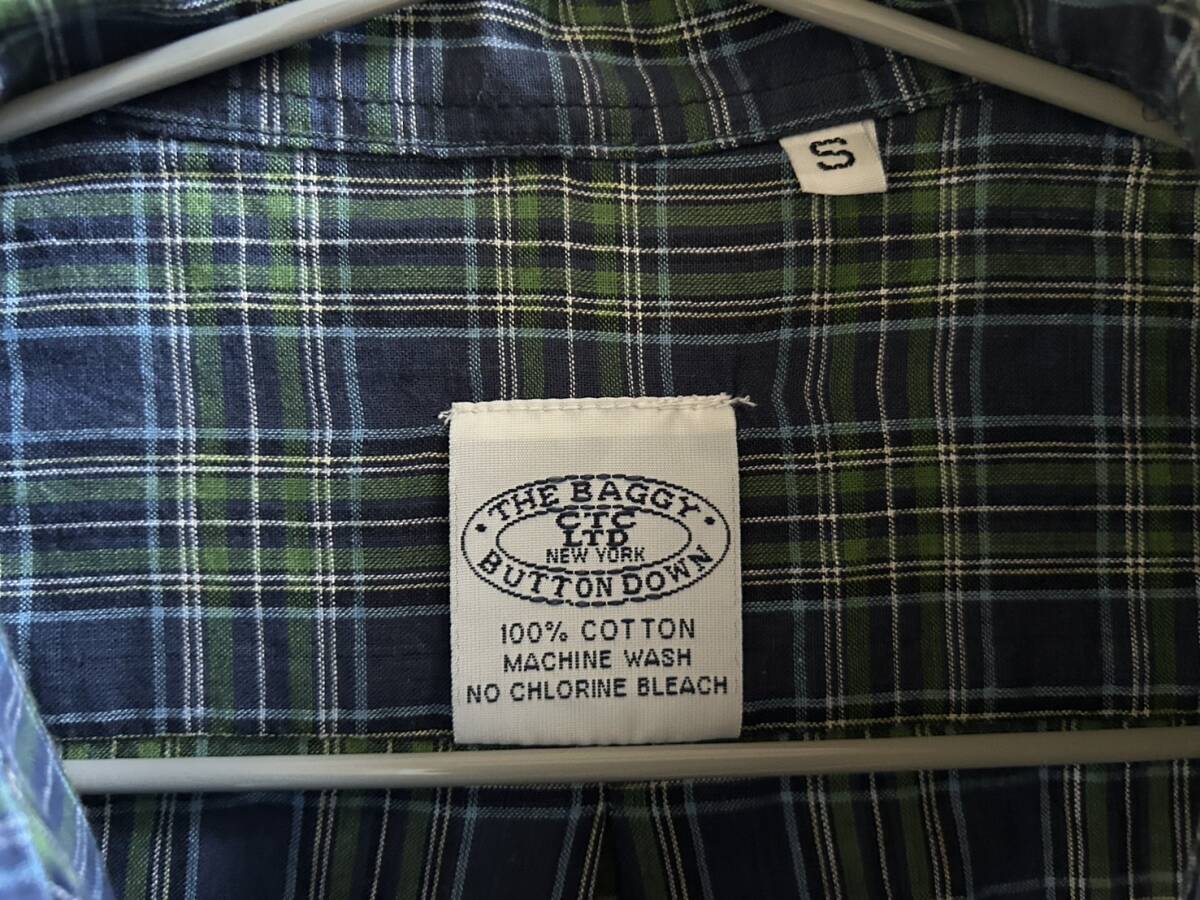 S
THE BAGGY
CTC
LTD
NEW YORK
BUTTON DOWN
100% COTTON
MACHINE WASH
NO CHLORINE BLEACH